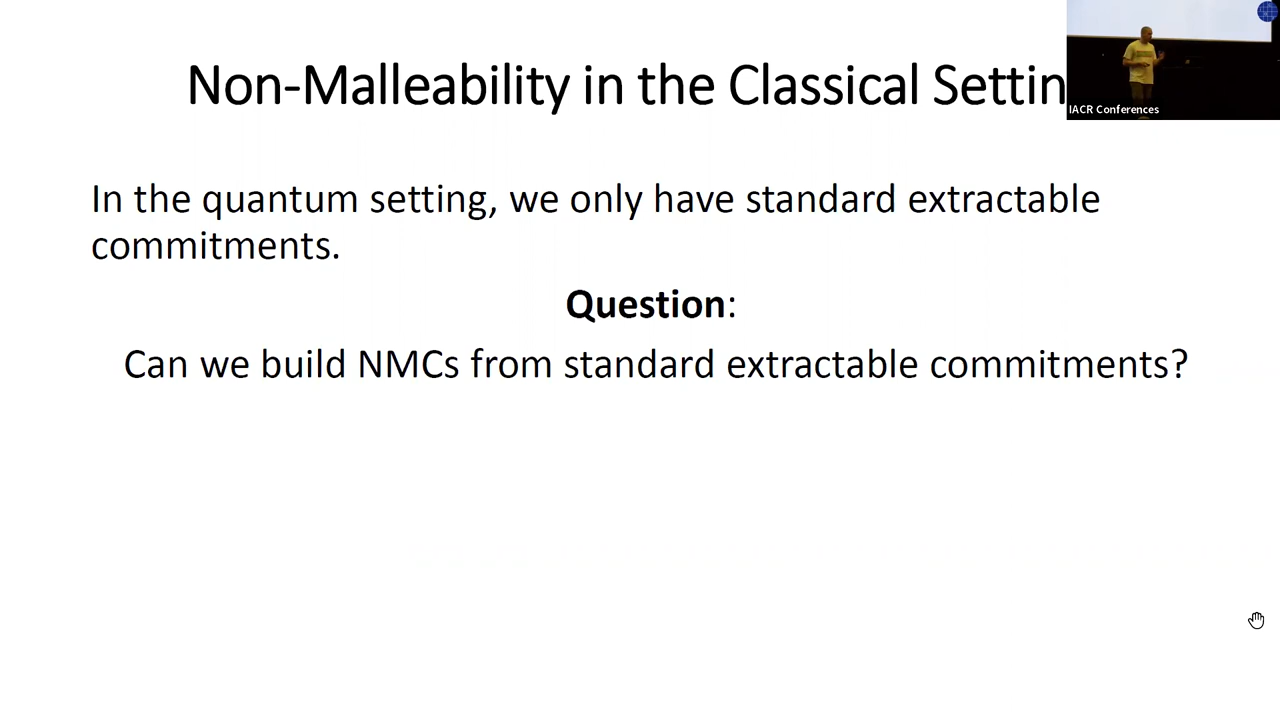 Non-Malleability in the Classical Settin
IACR Conferences
In the quantum setting, we only have standard extractable
commitments.
Question:
Can we build NMCs from standard extractable commitments?